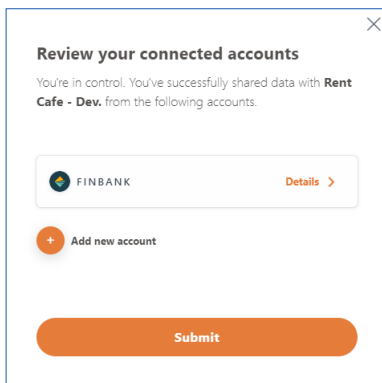 Review your connected accounts
You're in control. You've successfully shared data with Rent
Cafe - Dev. from the following accounts.
FINBANK Details >
+ Add new account
Submit